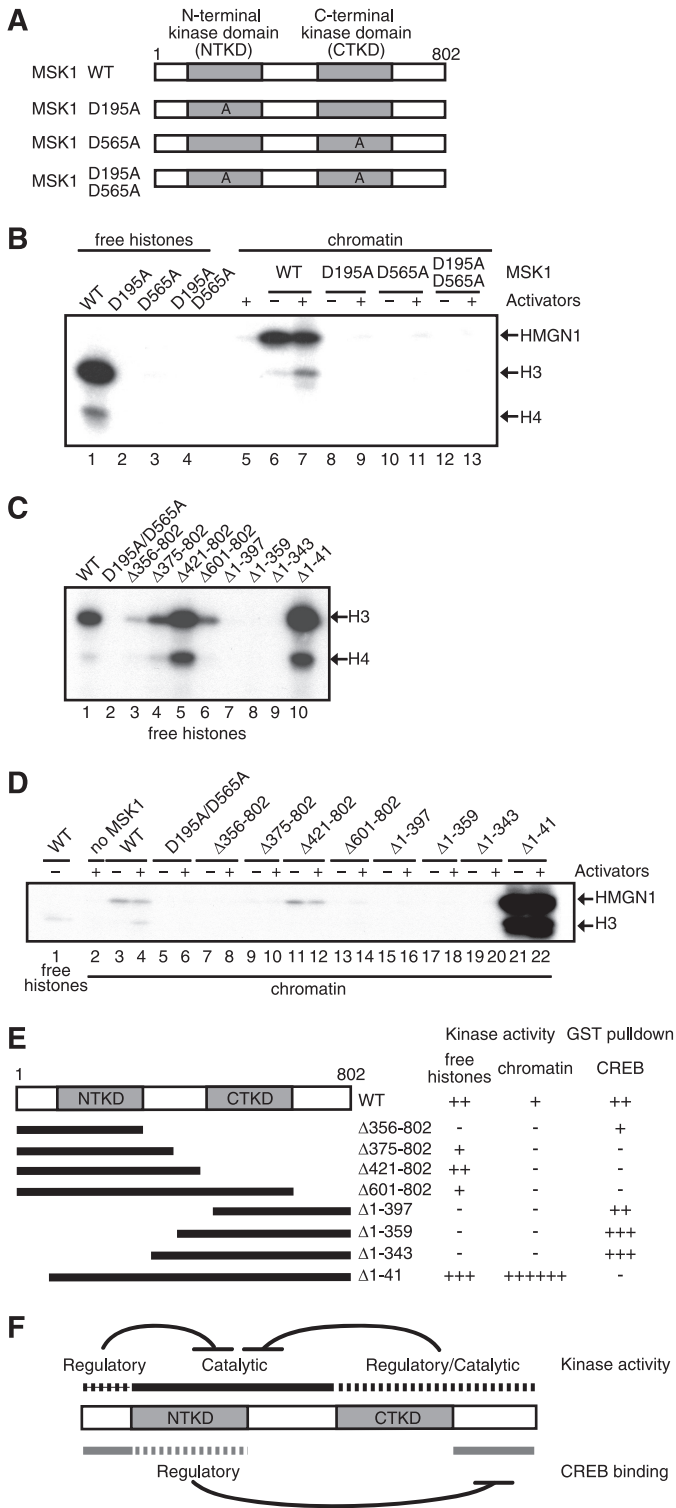 A
N-terminal kinase domain (NTKD)
C-terminal kinase domain (CTKD)
1 802
MSK1 WT
MSK1 D195A A
MSK1 D565A A
MSK1 D195A D565A A A
B
free histones chromatin
WT D195A D565A D195A D565A
WT D195A D565A D195A D565A MSK1
+ − + − + − + − + Activators
HMGN1
H3
H4
1 2 3 4 5 6 7 8 9 10 11 12 13
C
WT D195A/D565A Δ356-802 Δ375-802 Δ421-802 Δ601-802 Δ1-397 Δ1-359 Δ1-343 Δ1-41
H3
H4
1 2 3 4 5 6 7 8 9 10
free histones
D
WT no MSK1 WT D195A/D565A Δ356-802 Δ375-802 Δ421-802 Δ601-802 Δ1-397 Δ1-359 Δ1-343 Δ1-41
− + − + − + − + − + − + − + − + − + − + − + Activators
HMGN1
H3
1 2 3 4 5 6 7 8 9 10 11 12 13 14 15 16 17 18 19 20 21 22
free histones
chromatin
E
Kinase activity GST pulldown
1 802 free histones chromatin CREB
NTKD CTKD WT ++ + ++
Δ356-802 - - +
Δ375-802 + - -
Δ421-802 ++ - -
Δ601-802 + - -
Δ1-397 - - ++
Δ1-359 - - +++
Δ1-343 - - +++
Δ1-41 +++ ++++++ -
F
Regulatory Catalytic Regulatory/Catalytic Kinase activity
NTKD CTKD
Regulatory CREB binding